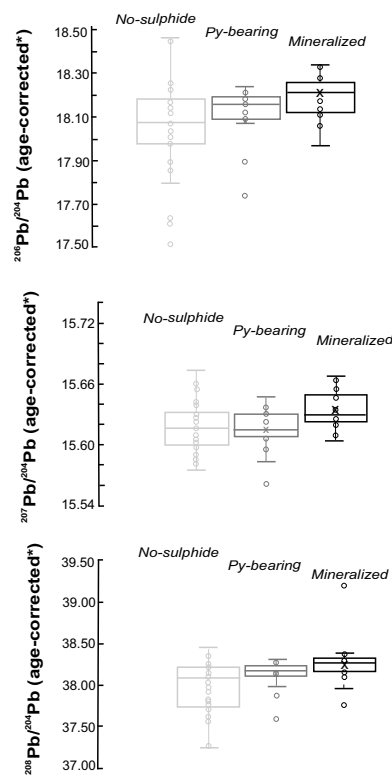 No-sulphide
Py-bearing
Mineralized
18.50
18.30
18.10
17.90
17.70
17.50
²⁰⁶Pb/²⁰⁴Pb (age-corrected*)
No-sulphide
Py-bearing
Mineralized
15.72
15.66
15.60
15.54
²⁰⁷Pb/²⁰⁴Pb (age-corrected*)
No-sulphide
Py-bearing
Mineralized
39.50
39.00
38.50
38.00
37.50
37.00
²⁰⁸Pb/²⁰⁴Pb (age-corrected*)